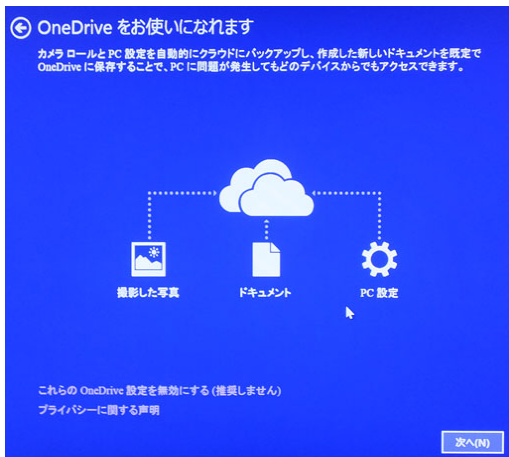 OneDrive をお使いになれます
カメラ ロールと PC 設定を自動的にクラウドにバックアップし、作成した新しいドキュメントを既定で
OneDrive に保存することで、PC に問題が発生してもどのデバイスからでもアクセスできます。
撮影した写真 ドキュメント PC 設定
これらの OneDrive 設定を無効にする (推奨しません)
プライバシーに関する声明
次へ(N)